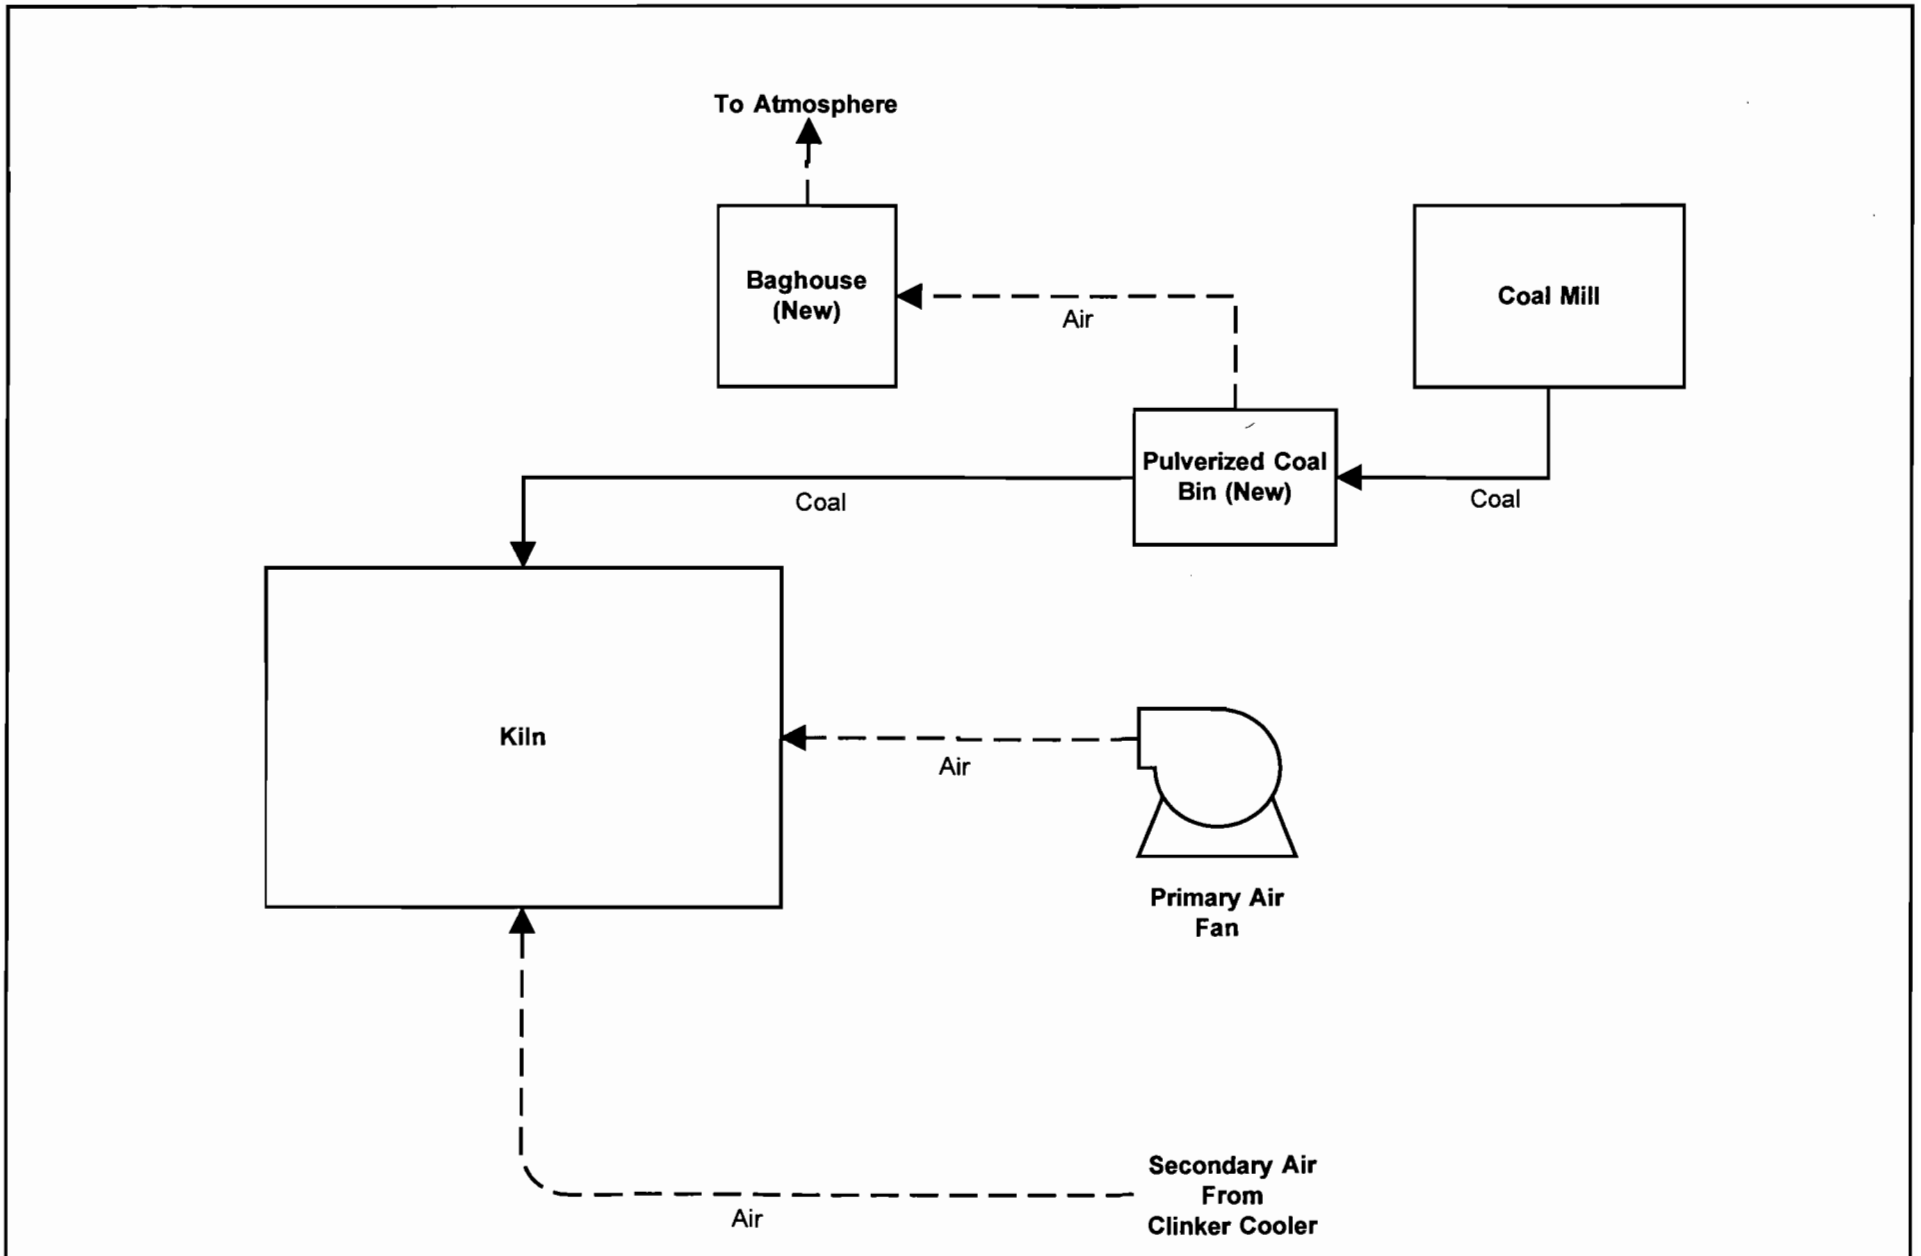 To Atmosphere
Baghouse
(New)
Coal Mill
Air
Pulverized Coal
Bin (New)
Coal
Coal
Kiln
Air
Primary Air
Fan
Secondary Air
From
Clinker Cooler
Air